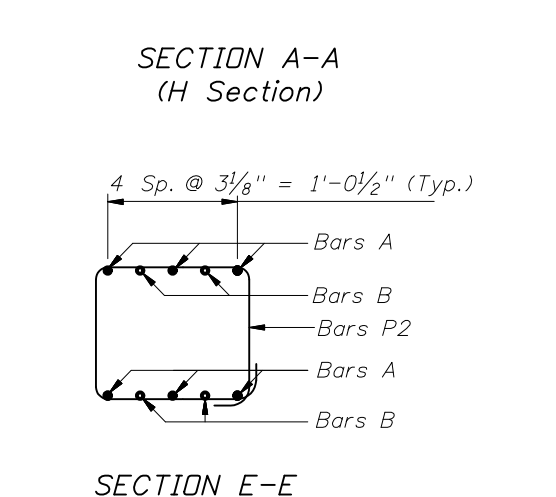 SECTION A-A
(H Section)
4 Sp. @ 3⅛" = 1'-0½" (Typ.)
Bars A
Bars B
Bars P2
Bars A
Bars B
SECTION E-E